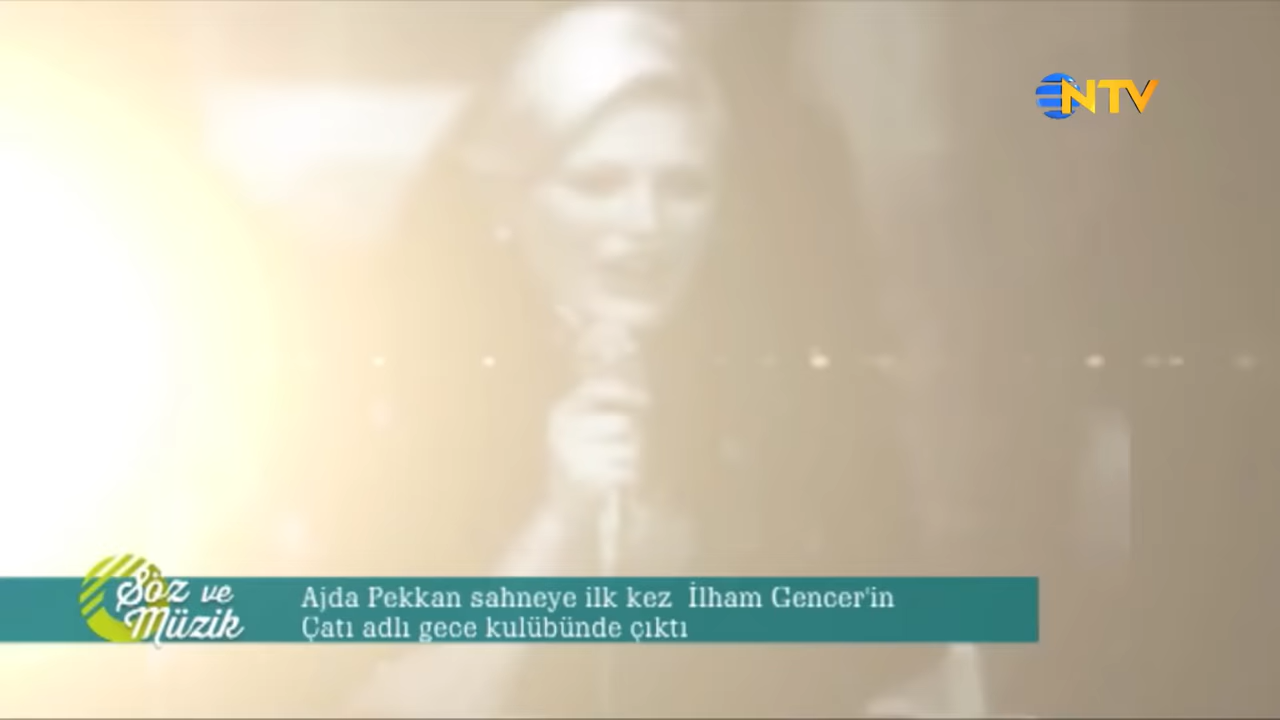 NTV
Söz ve
Müzik
Ajda Pekkan sahneye ilk kez İlham Gencer'in
Çatı adlı gece kulübünde çıktı